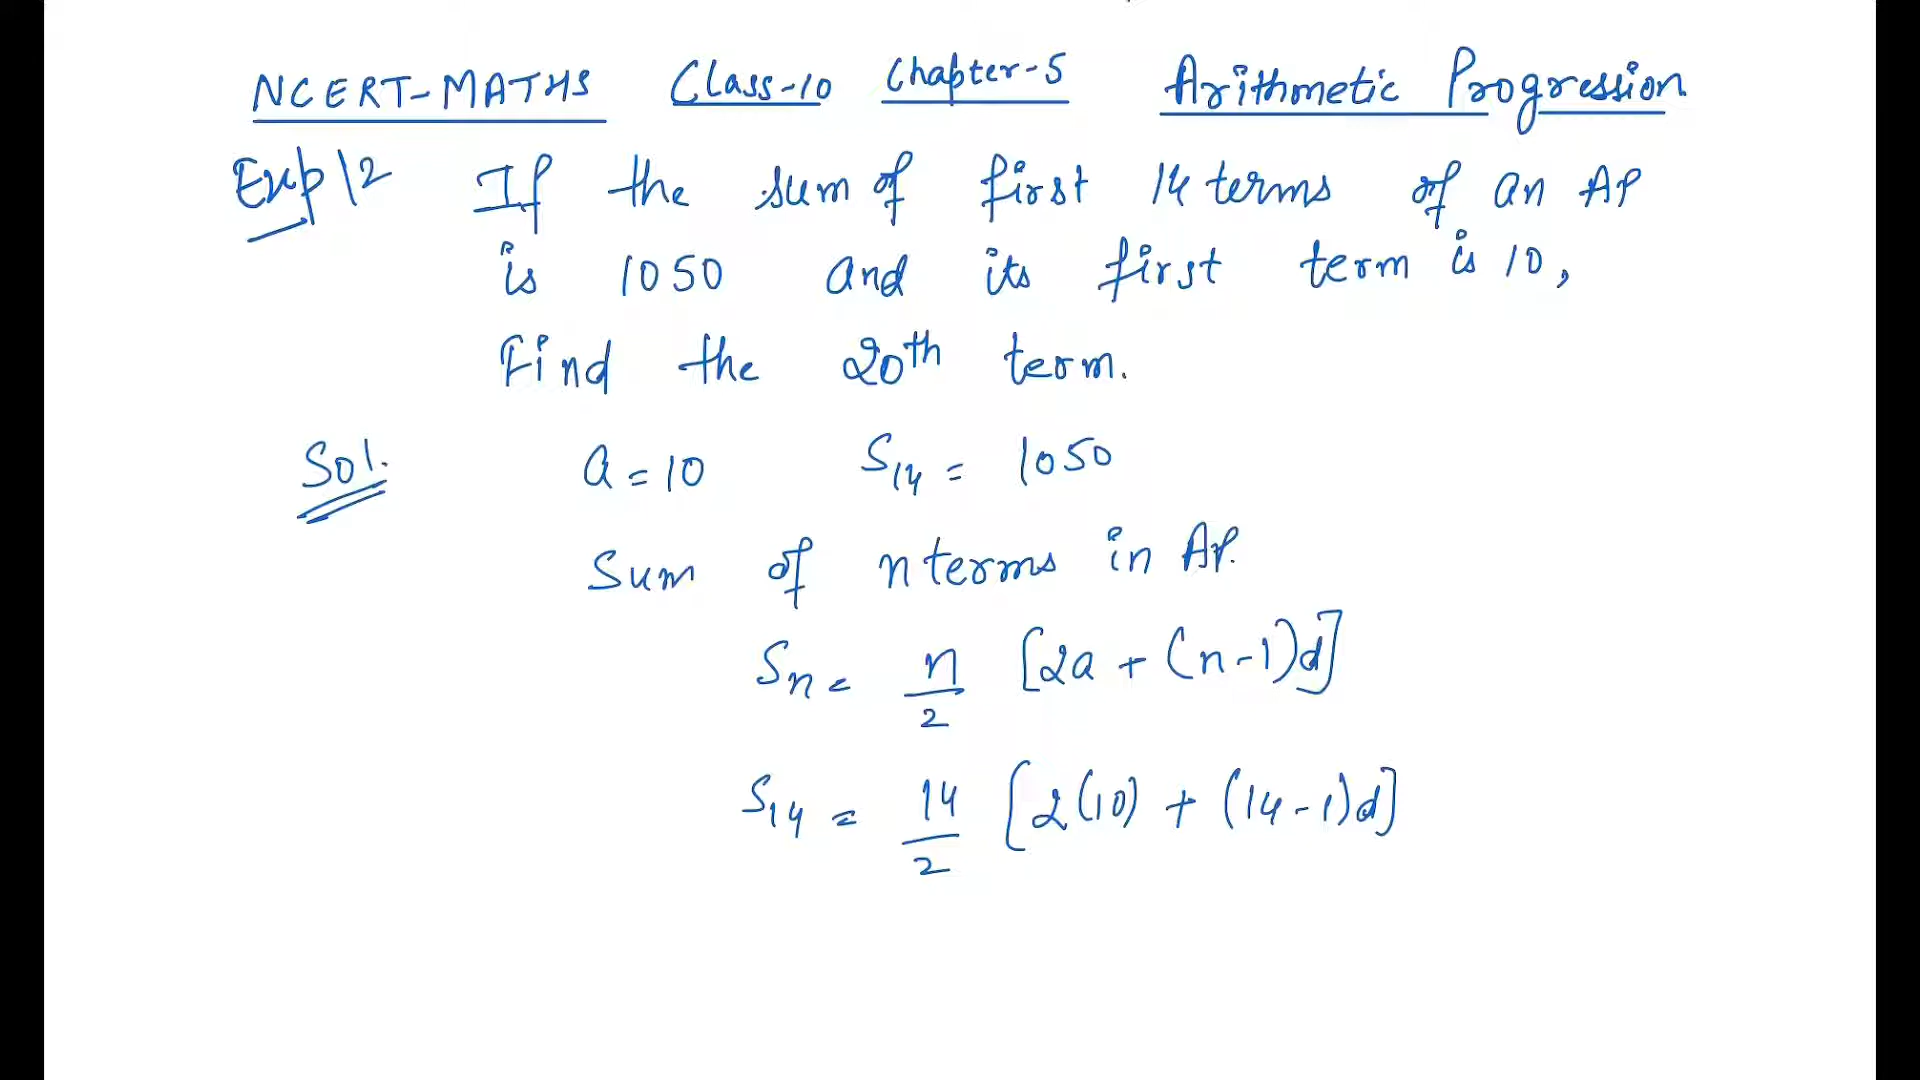 NCERT-MATHS Class-10 Chapter-5 Arithmetic Progression
Exp 12 If the sum of first 14 terms of an AP
is 1050 and its first term is 10,
Find the 20th term.
Sol. a = 10 S14 = 1050
Sum of n terms in AP.
Sn = n/2 [2a + (n-1)d]
S14 = 14/2 [2(10) + (14-1)d]